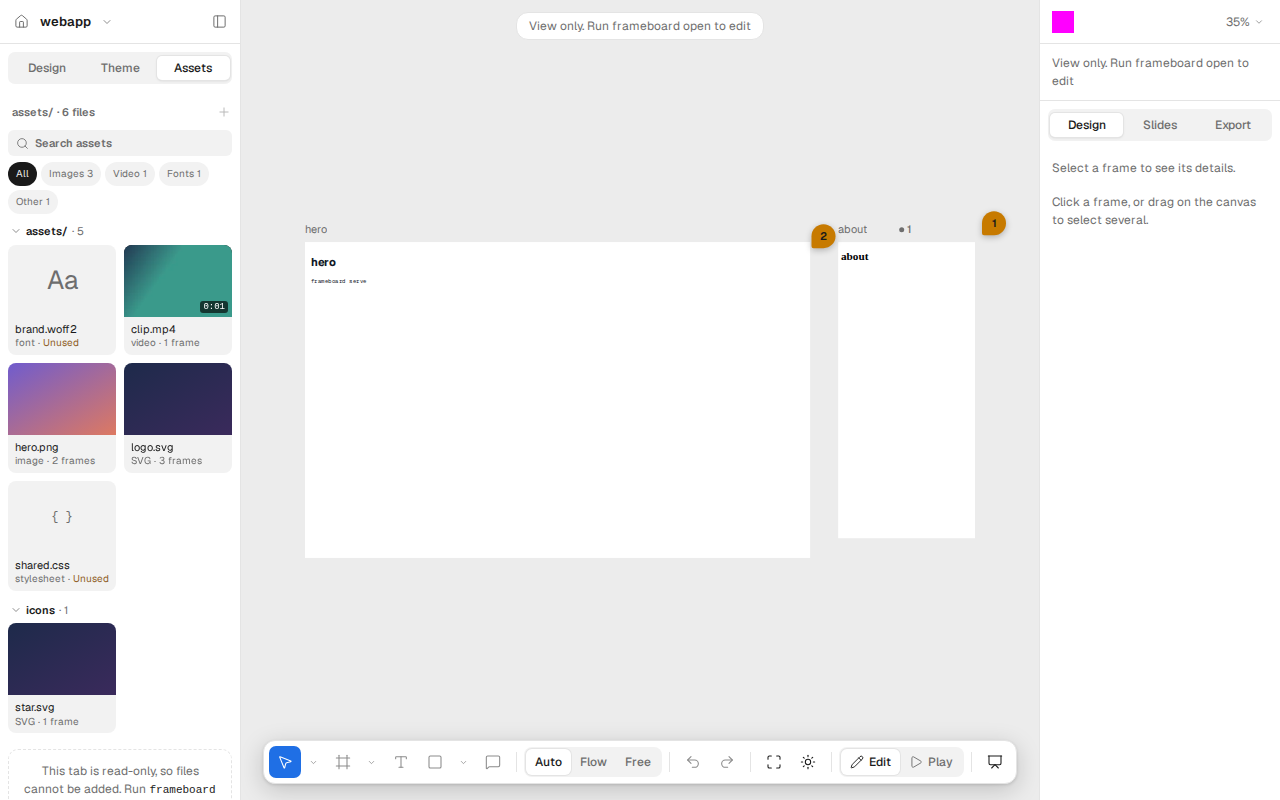 webapp
View only. Run frameboard open to edit
35%
View only. Run frameboard open to
edit
Design Theme Assets
Design Slides Export
assets/ · 6 files
Search assets
All Images 3 Video 1 Fonts 1
Other 1
Select a frame to see its details.
Click a frame, or drag on the canvas
to select several.
assets/ · 5
Aa
0:01
brand.woff2
font · Unused
clip.mp4
video · 1 frame
hero.png
image · 2 frames
logo.svg
SVG · 3 frames
{ }
shared.css
stylesheet · Unused
icons · 1
star.svg
SVG · 1 frame
This tab is read-only, so files
cannot be added. Run frameboard
hero
2
about
1
1
hero
frameboard serve
about
Auto Flow Free
Edit Play